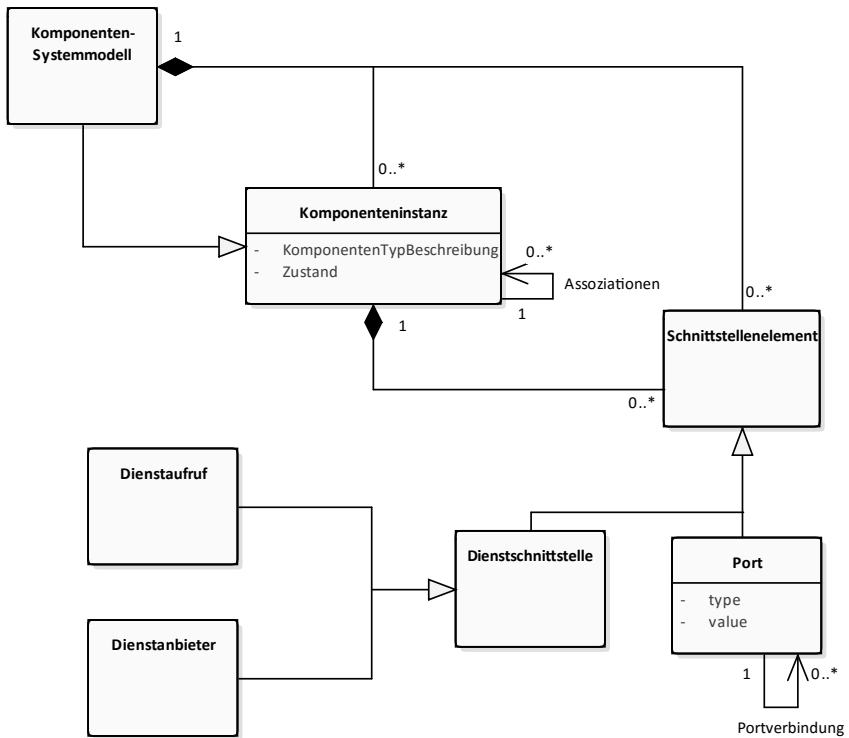 Komponenten-
Systemmodell
1
0..*
Komponenteninstanz
- KomponentenTypBeschreibung
- Zustand
0..*
Assoziationen
1
1
0..*
Schnittstellenelement
0..*
Dienstaufruf
Dienstschnittstelle
Port
- type
- value
Dienstanbieter
1
0..*
Portverbindung